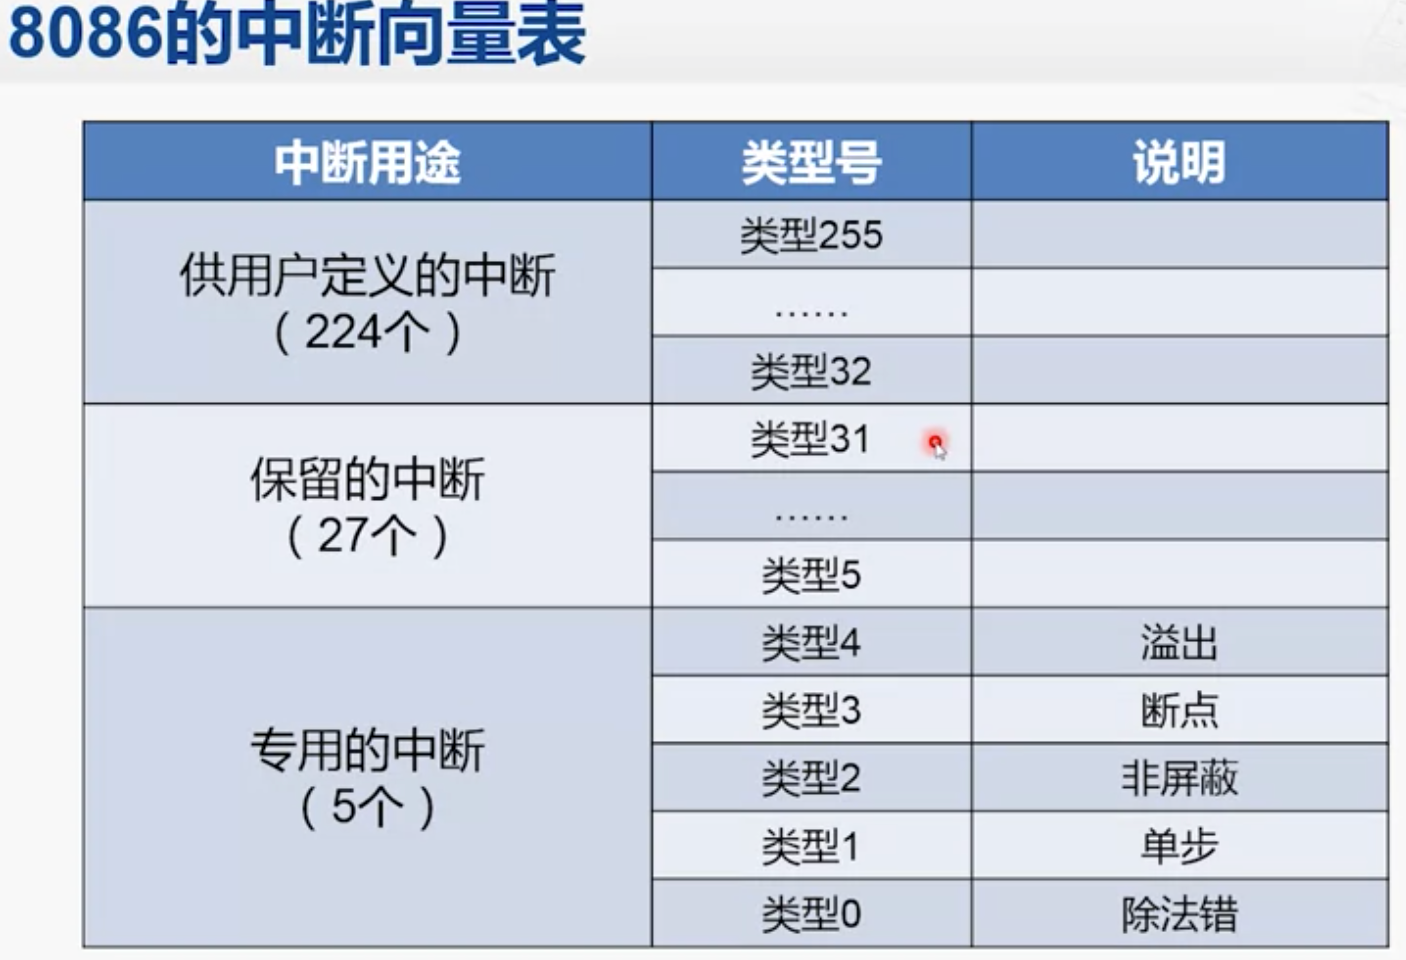 8086的中断向量表
中断用途 类型号 说明
供用户定义的中断
（224个）
类型255
……
类型32
保留的中断
（27个）
类型31
……
类型5
专用的中断
（5个）
类型4 溢出
类型3 断点
类型2 非屏蔽
类型1 单步
类型0 除法错